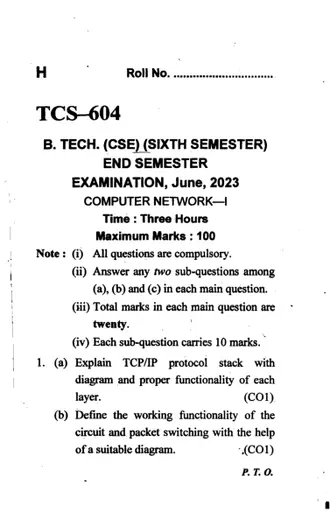 H Roll No. ..............................
TCS–604
B. TECH. (CSE) (SIXTH SEMESTER)
END SEMESTER
EXAMINATION, June, 2023
COMPUTER NETWORK—I
Time : Three Hours
Maximum Marks : 100
Note : (i) All questions are compulsory.
(ii) Answer any two sub-questions among
(a), (b) and (c) in each main question.
(iii) Total marks in each main question are
twenty.
(iv) Each sub-question carries 10 marks.
1. (a) Explain TCP/IP protocol stack with
diagram and proper functionality of each
layer. (CO1)
(b) Define the working functionality of the
circuit and packet switching with the help
of a suitable diagram. (CO1)
P. T. O.